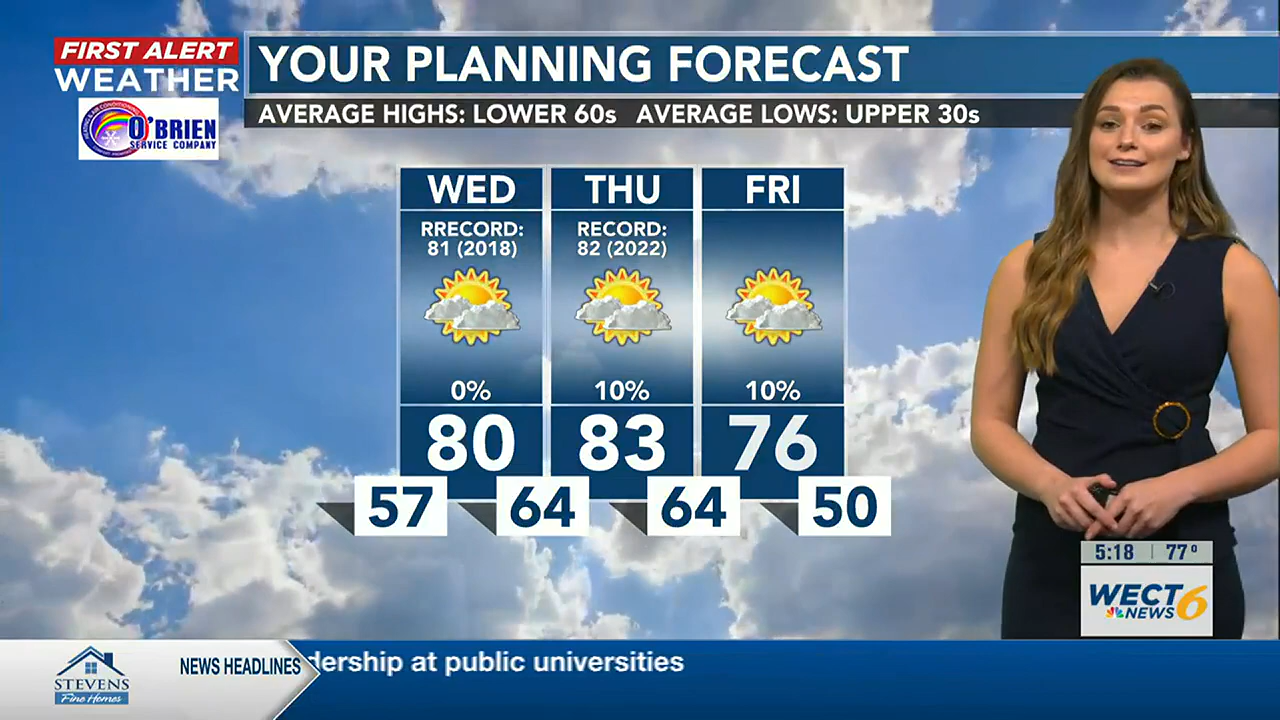 FIRST ALERT
WEATHER
O'BRIEN
SERVICE COMPANY
YOUR PLANNING FORECAST
AVERAGE HIGHS: LOWER 60s AVERAGE LOWS: UPPER 30s
WED THU FRI
RRECORD: RECORD:
81 (2018) 82 (2022)
0% 10% 10%
80 83 76
57 64 64 50
5:18 77°
WECT 6
NEWS
STEVENS
Fine Homes
NEWS HEADLINES dership at public universities